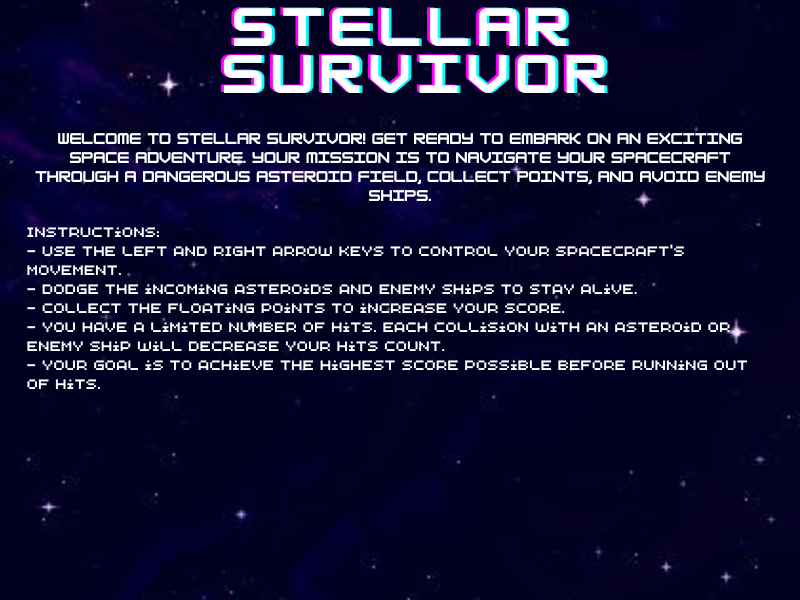 STELLAR
SURVIVOR
WELCOME TO STELLAR SURVIVOR! GET READY TO EMBARK ON AN EXCITING
SPACE ADVENTURE. YOUR MISSION IS TO NAVIGATE YOUR SPACECRAFT
THROUGH A DANGEROUS ASTEROID FIELD, COLLECT POINTS, AND AVOID ENEMY
SHIPS.
INSTRUCTiONS:
- USE THE LEFT AND RIGHT ARROW KEYS TO CONTROL YOUR SPACECRAFT'S
MOVEMENT.
- DODGE THE iNCOMiNG ASTEROiDS AND ENEMY SHiPS TO STAY ALiVE.
- COLLECT THE FLOATiNG POiNTS TO iNCREASE YOUR SCORE.
- YOU HAVE A LiMiTED NUMBER OF HiTS. EACH COLLiSiON WiTH AN ASTEROiD OR
ENEMY SHiP WiLL DECREASE YOUR HiTS COUNT.
- YOUR GOAL iS TO ACHiEVE THE HiGHEST SCORE POSSiBLE BEFORE RUNNiNG OUT
OF HiTS.